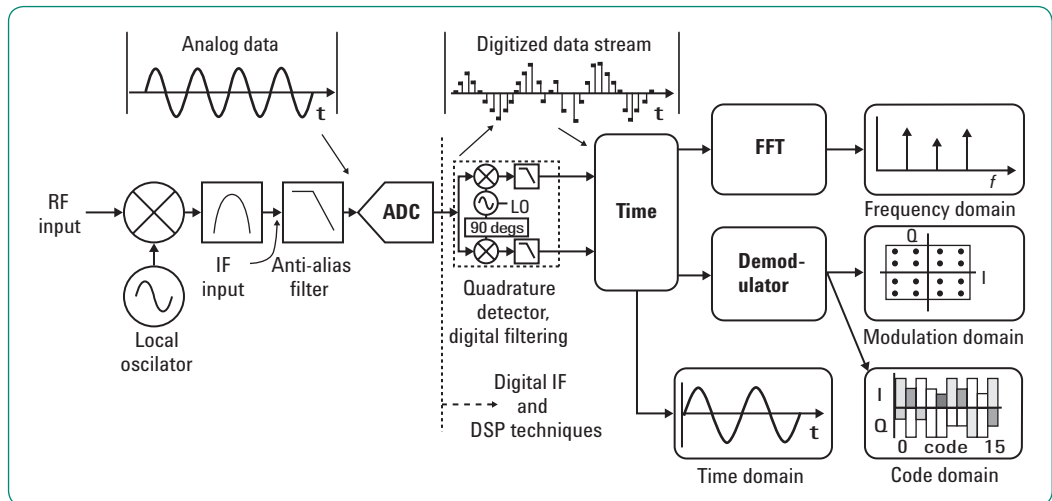 Analog data
t
Digitized data stream
t
RF
input
IF
input
Anti-alias
filter
Local
oscilator
ADC
LO
90 degs
Quadrature
detector,
digital filtering
Digital IF
and
DSP techniques
Time
FFT
f
Frequency domain
Demod-
ulator
Q
I
Modulation domain
t
Time domain
I
Q
0 code 15
Code domain